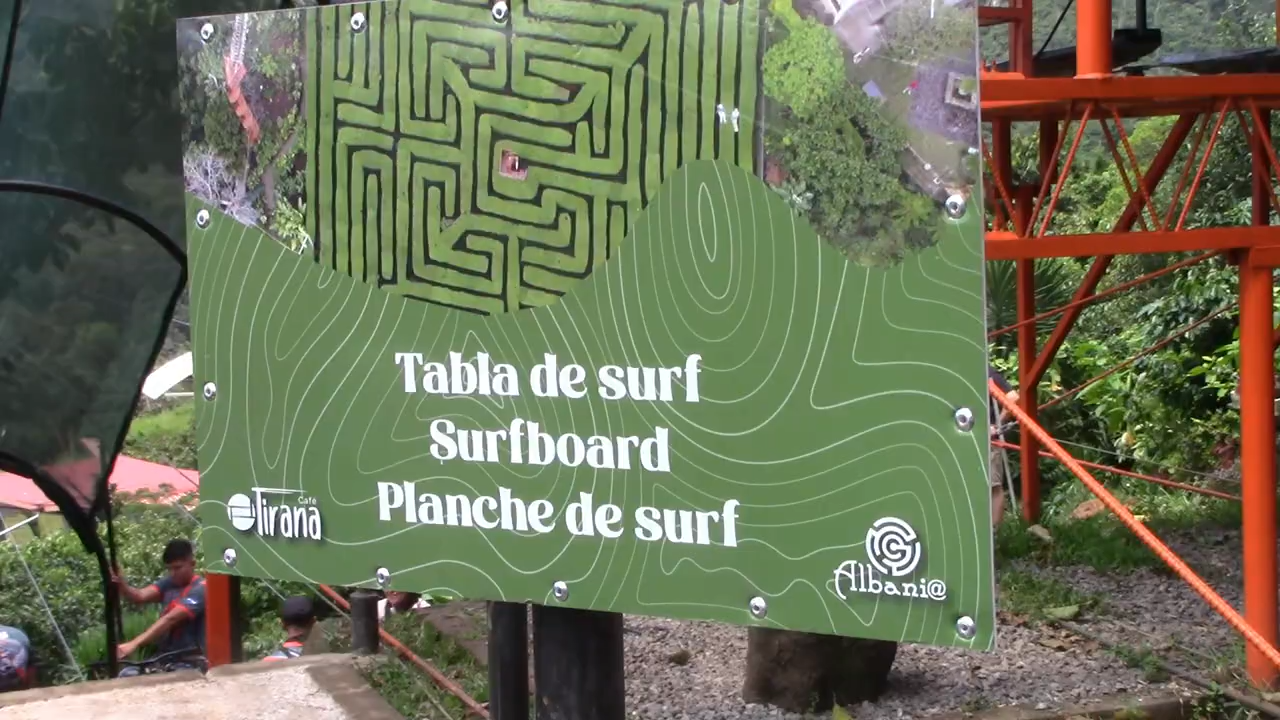 Tabla de surf
Surfboard
Planche de surf
Café
Tirana
Albani@